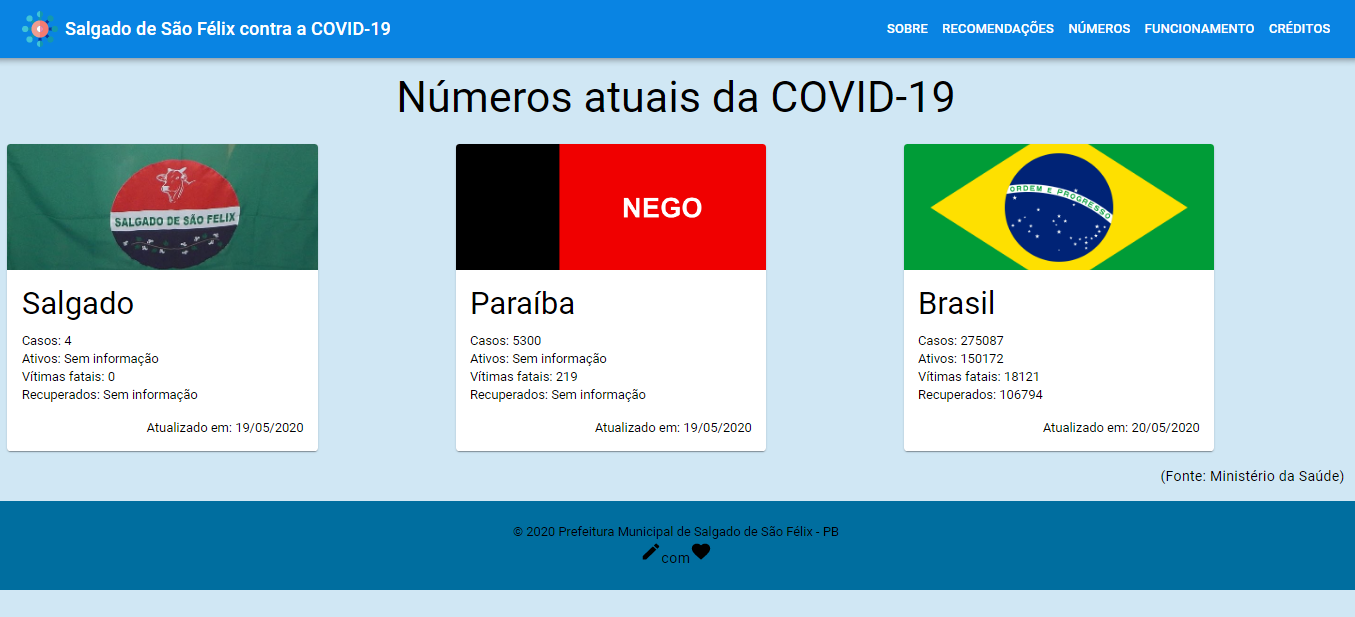 Salgado de São Félix contra a COVID-19
SOBRE RECOMENDAÇÕES NÚMEROS FUNCIONAMENTO CRÉDITOS
Números atuais da COVID-19
SALGADO DE SÃO FELIX
NEGO
ORDEM E PROGRESSO
Salgado
Casos: 4
Ativos: Sem informação
Vítimas fatais: 0
Recuperados: Sem informação
Atualizado em: 19/05/2020
Paraíba
Casos: 5300
Ativos: Sem informação
Vítimas fatais: 219
Recuperados: Sem informação
Atualizado em: 19/05/2020
Brasil
Casos: 275087
Ativos: 150172
Vítimas fatais: 18121
Recuperados: 106794
Atualizado em: 20/05/2020
(Fonte: Ministério da Saúde)
© 2020 Prefeitura Municipal de Salgado de São Félix - PB
com